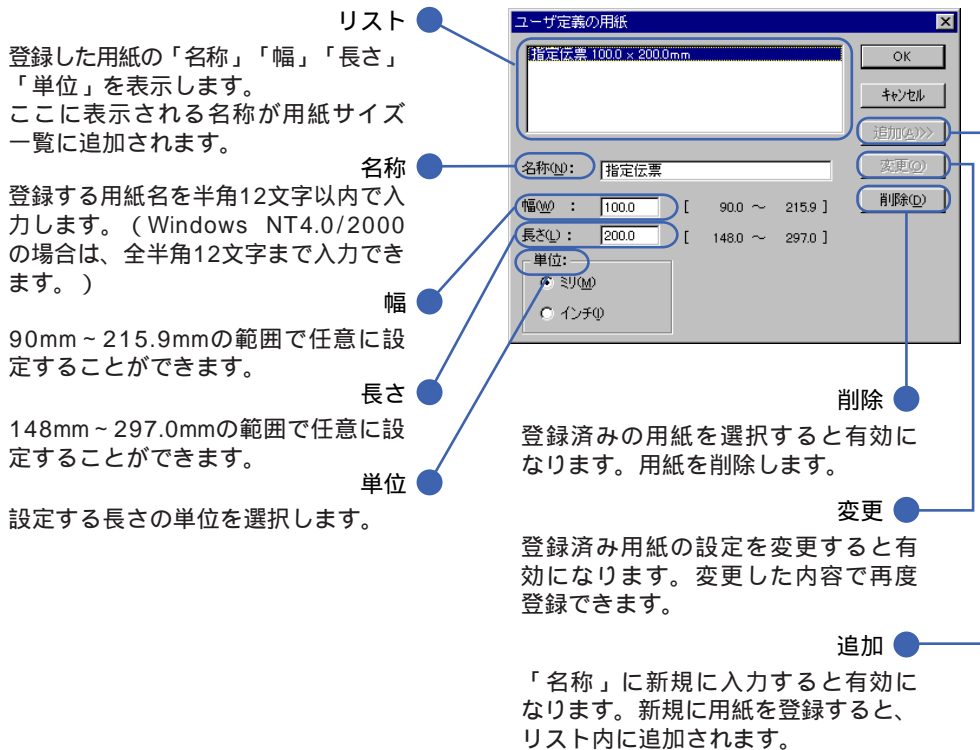 リスト
登録した用紙の「名称」「幅」「長さ」
「単位」を表示します。
ここに表示される名称が用紙サイズ
一覧に追加されます。
名称
登録する用紙名を半角12文字以内で入
力します。（Windows NT4.0/2000
の場合は、全半角12文字まで入力でき
ます。）
幅
90mm~215.9mmの範囲で任意に設
定することができます。
長さ
148mm~297.0mmの範囲で任意に設
定することができます。
単位
設定する長さの単位を選択します。
ユーザ定義の用紙
指定伝票 100.0 x 200.0mm
OK
キャンセル
追加(A)>>
変更(O)
削除(D)
名称(N): 指定伝票
幅(W) : 100.0 [ 90.0 ～ 215.9 ]
長さ(L) : 200.0 [ 148.0 ～ 297.0 ]
単位:
ミリ(M)
インチ(I)
削除
登録済みの用紙を選択すると有効に
なります。用紙を削除します。
変更
登録済み用紙の設定を変更すると有
効になります。変更した内容で再度
登録できます。
追加
「名称」に新規に入力すると有効に
なります。新規に用紙を登録すると、
リスト内に追加されます。